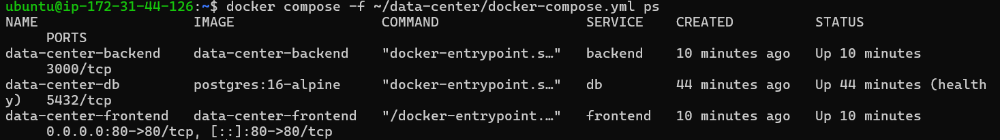 ubuntu@ip-172-31-44-126:~$ docker compose -f ~/data-center/docker-compose.yml ps
NAME                   IMAGE                  COMMAND                  SERVICE    CREATED          STATUS
     PORTS
data-center-backend    data-center-backend    "docker-entrypoint.s…"   backend    10 minutes ago   Up 10 minutes
     3000/tcp
data-center-db         postgres:16-alpine     "docker-entrypoint.s…"   db         44 minutes ago   Up 44 minutes (health
y)   5432/tcp
data-center-frontend   data-center-frontend   "/docker-entrypoint.…"   frontend   10 minutes ago   Up 10 minutes
     0.0.0.0:80->80/tcp, [::]:80->80/tcp